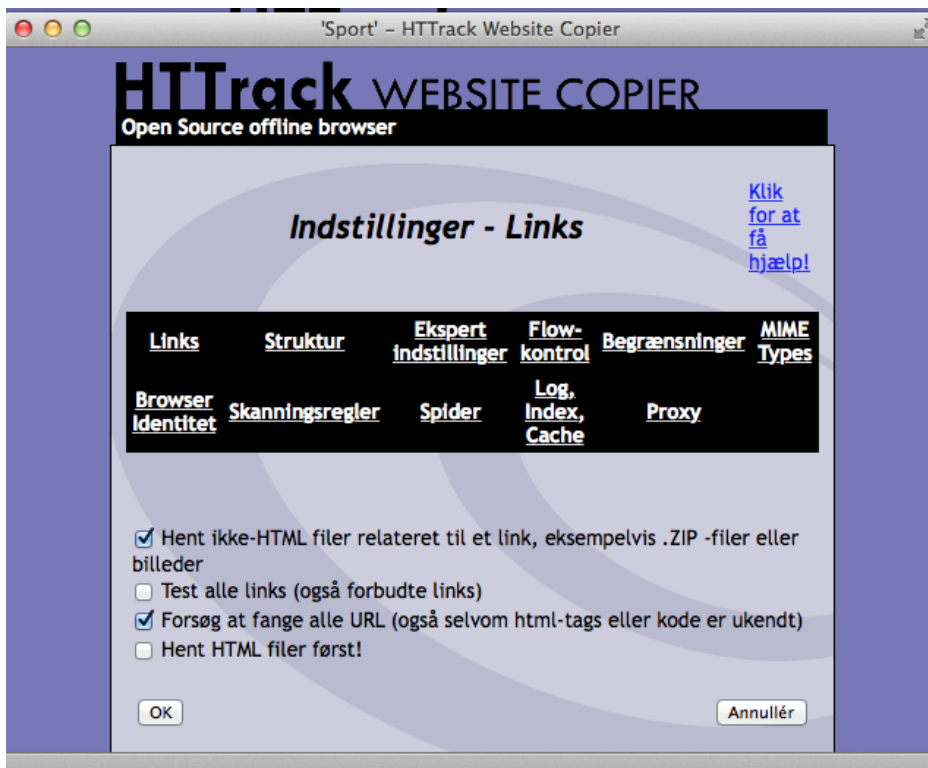 'Sport' – HTTrack Website Copier
HTTrack WEBSITE COPIER
Open Source offline browser
Indstillinger - Links
Klik
for at
få
hjælp!
Links Struktur Ekspert indstillinger Flow-kontrol Begrænsninger MIME Types
Browser Identitet Skanningsregler Spider Log, Index, Cache Proxy
Hent ikke-HTML filer relateret til et link, eksempelvis .ZIP -filer eller
billeder
Test alle links (også forbudte links)
Forsøg at fange alle URL (også selvom html-tags eller kode er ukendt)
Hent HTML filer først!
OK Annullér